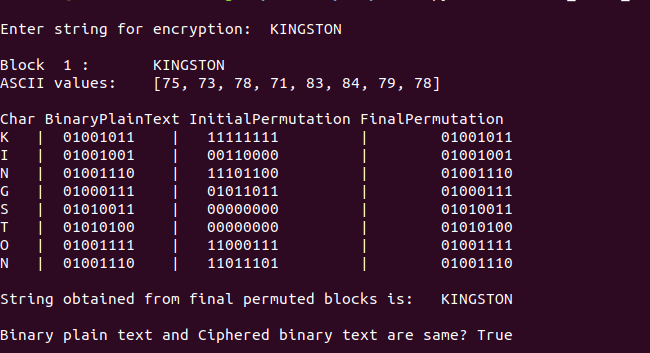 Enter string for encryption:  KINGSTON
Block  1 :       KINGSTON
ASCII values:    [75, 73, 78, 71, 83, 84, 79, 78]
Char BinaryPlainText InitialPermutation FinalPermutation
K   |  01001011    |   11111111         |        01001011
I   |  01001001    |   00110000         |        01001001
N   |  01001110    |   11101100         |        01001110
G   |  01000111    |   01011011         |        01000111
S   |  01010011    |   00000000         |        01010011
T   |  01010100    |   00000000         |        01010100
O   |  01001111    |   11000111         |        01001111
N   |  01001110    |   11011101         |        01001110
String obtained from final permuted blocks is:   KINGSTON
Binary plain text and Ciphered binary text are same? True